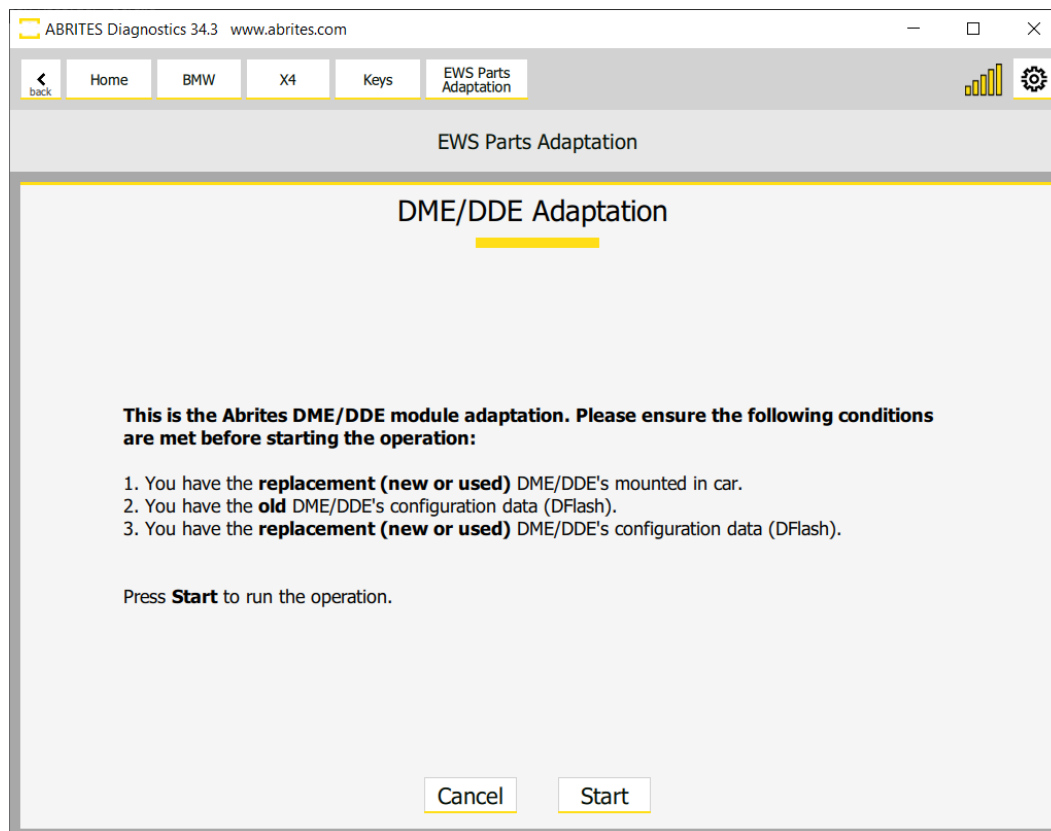 ABRITES Diagnostics 34.3 www.abrites.com
back
Home
BMW
X4
Keys
EWS Parts
Adaptation
EWS Parts Adaptation
DME/DDE Adaptation
This is the Abrites DME/DDE module adaptation. Please ensure the following conditions
are met before starting the operation:
1. You have the replacement (new or used) DME/DDE's mounted in car.
2. You have the old DME/DDE's configuration data (DFlash).
3. You have the replacement (new or used) DME/DDE's configuration data (DFlash).
Press Start to run the operation.
Cancel
Start